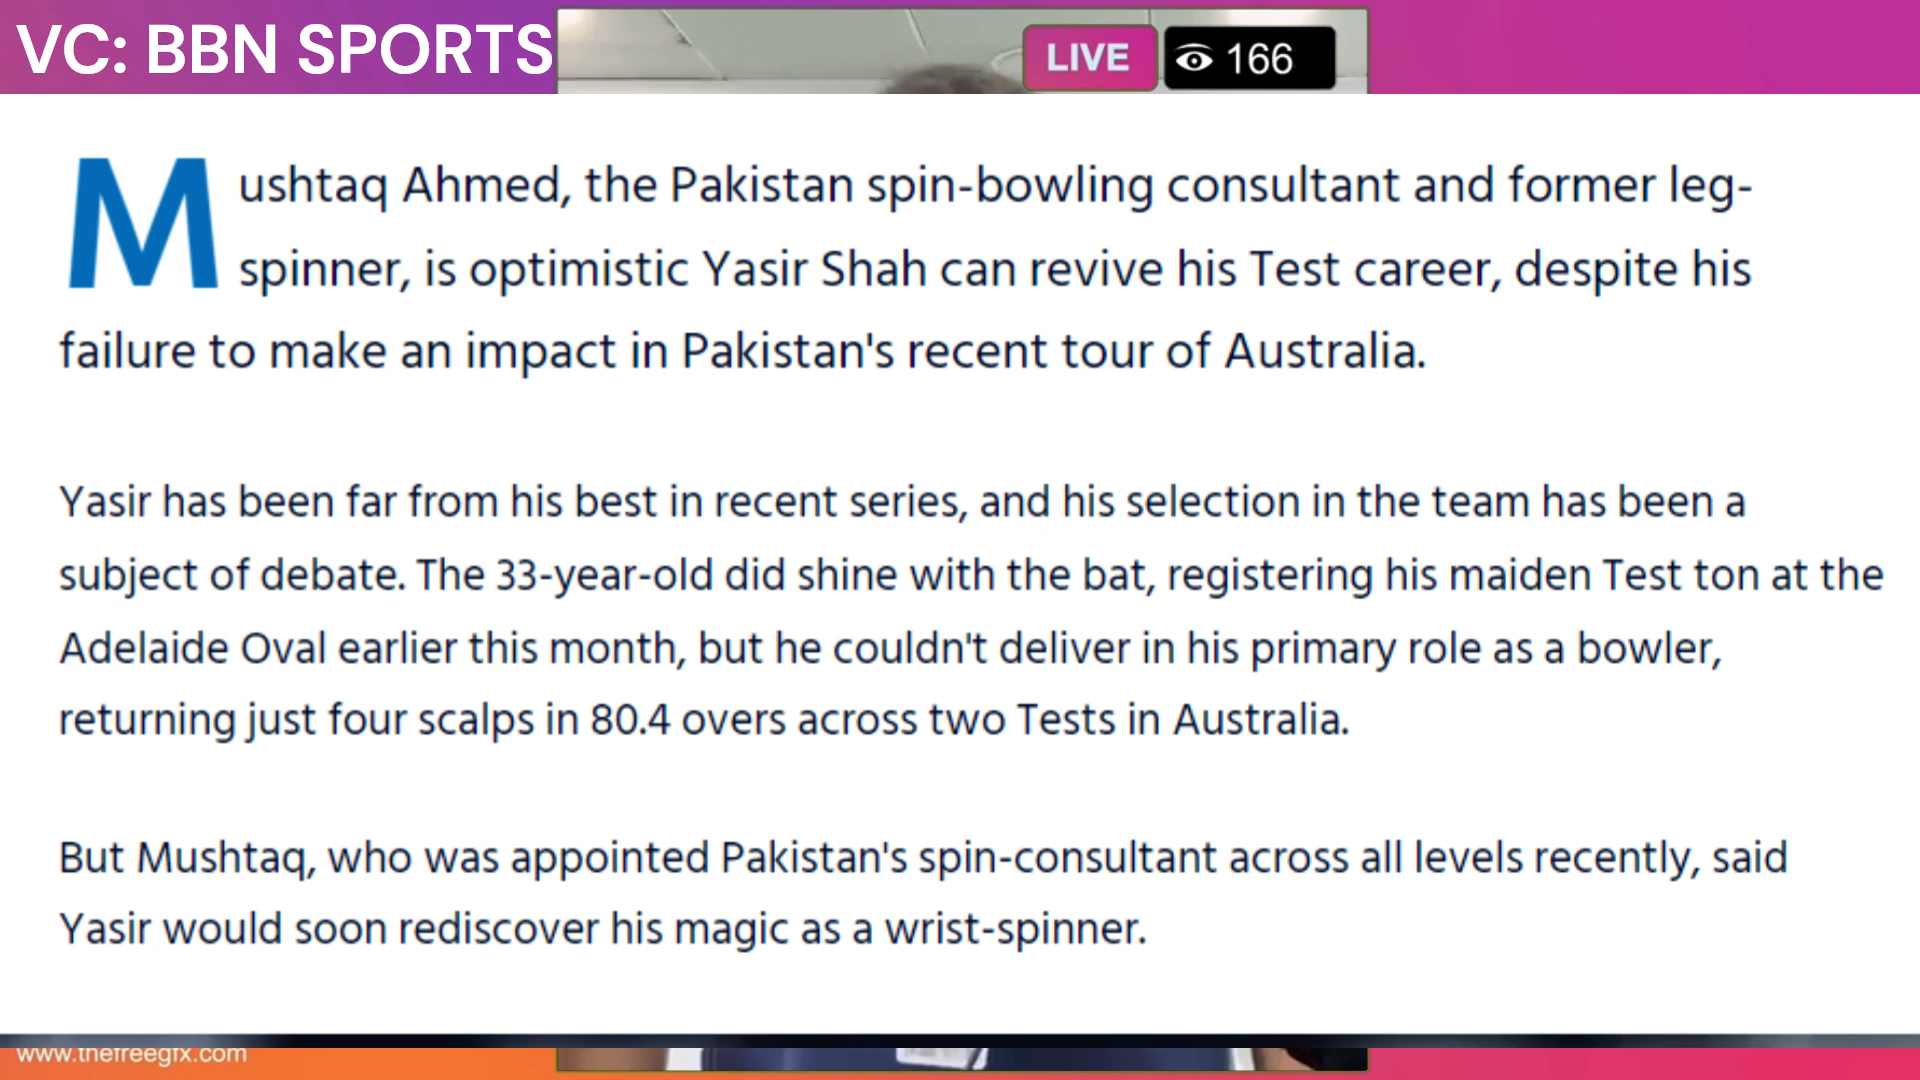 VC: BBN SPORTS
LIVE 166
Mushtaq Ahmed, the Pakistan spin-bowling consultant and former leg-
spinner, is optimistic Yasir Shah can revive his Test career, despite his
failure to make an impact in Pakistan's recent tour of Australia.
Yasir has been far from his best in recent series, and his selection in the team has been a
subject of debate. The 33-year-old did shine with the bat, registering his maiden Test ton at the
Adelaide Oval earlier this month, but he couldn't deliver in his primary role as a bowler,
returning just four scalps in 80.4 overs across two Tests in Australia.
But Mushtaq, who was appointed Pakistan's spin-consultant across all levels recently, said
Yasir would soon rediscover his magic as a wrist-spinner.
www.thefreegfx.com